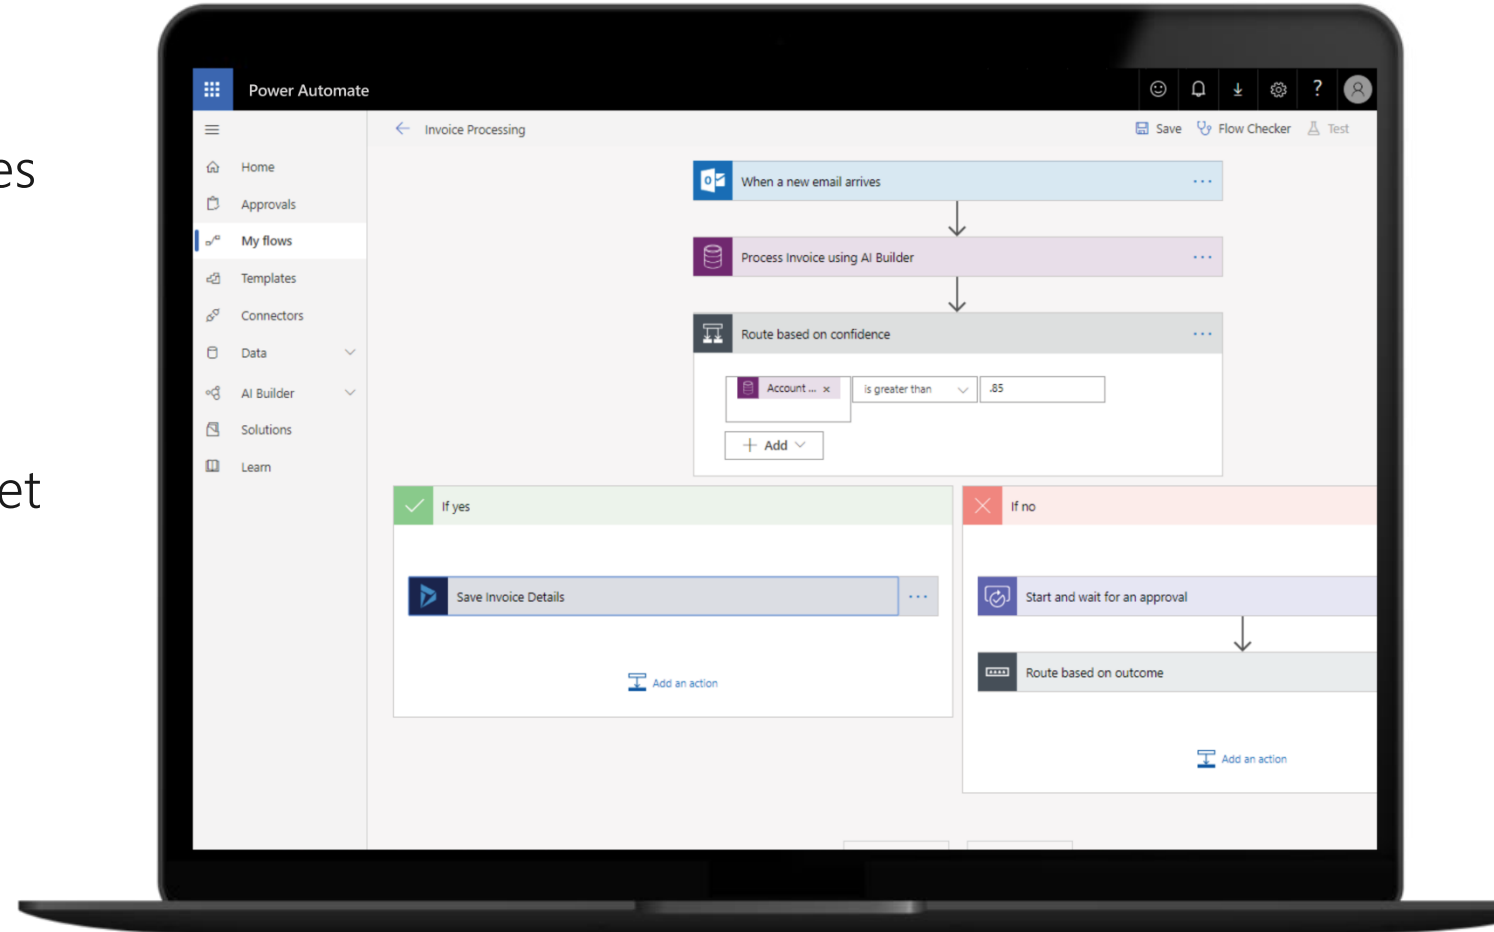 es
et
Power Automate
?
Invoice Processing
Save
Flow Checker
Test
Home
Approvals
My flows
Templates
Connectors
Data
AI Builder
Solutions
Learn
When a new email arrives
Process Invoice using AI Builder
Route based on confidence
Account ... x
is greater than
.85
+ Add
If yes
Save Invoice Details
Add an action
If no
Start and wait for an approval
Route based on outcome
Add an action